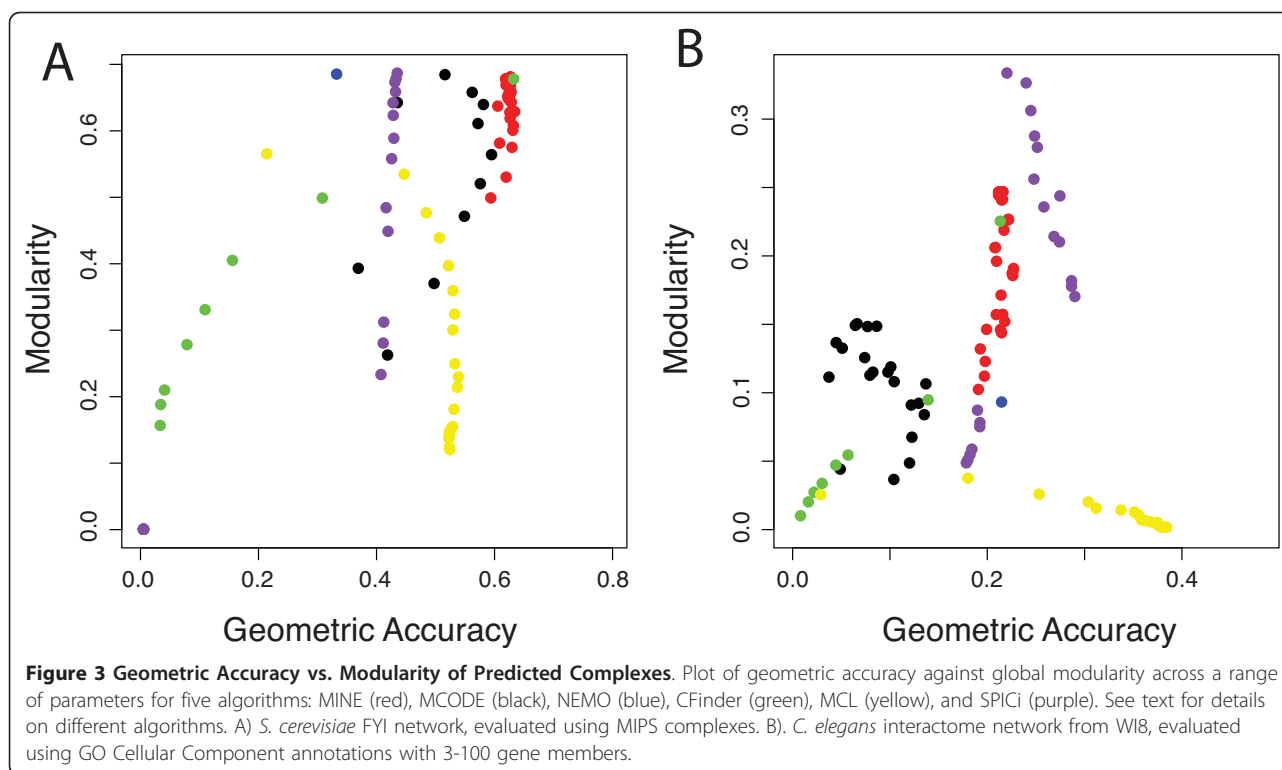 A
B
Modularity
0.0
0.2
0.4
0.6
0.0
0.2
0.4
0.6
0.8
Geometric Accuracy
Modularity
0.0
0.1
0.2
0.3
0.0
0.2
0.4
Geometric Accuracy
Figure 3 Geometric Accuracy vs. Modularity of Predicted Complexes. Plot of geometric accuracy against global modularity across a range
of parameters for five algorithms: MINE (red), MCODE (black), NEMO (blue), CFinder (green), MCL (yellow), and SPICi (purple). See text for details
on different algorithms. A) S. cerevisiae FYI network, evaluated using MIPS complexes. B). C. elegans interactome network from WI8, evaluated
using GO Cellular Component annotations with 3-100 gene members.